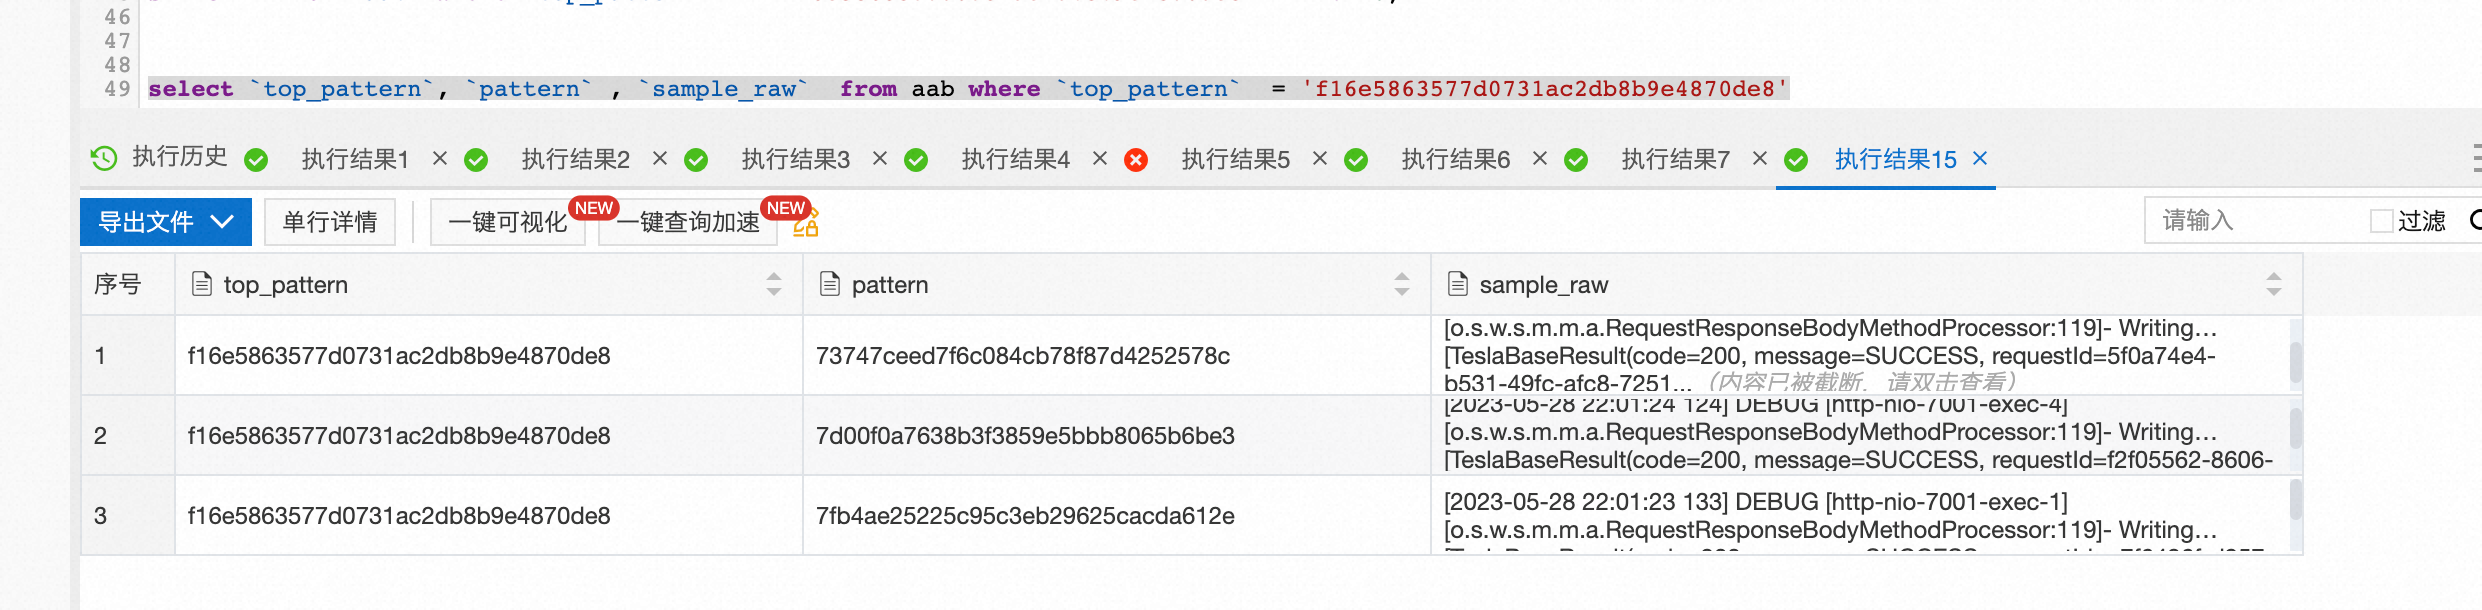 46
47
48
49 select `top_pattern`, `pattern` , `sample_raw` from aab where `top_pattern` = 'f16e5863577d0731ac2db8b9e4870de8'
执行历史 执行结果1 × 执行结果2 × 执行结果3 × 执行结果4 × 执行结果5 × 执行结果6 × 执行结果7 × 执行结果15 ×
导出文件 单行详情 一键可视化 NEW 一键查询加速 NEW 请输入 过滤
序号 top_pattern pattern sample_raw
1 f16e5863577d0731ac2db8b9e4870de8 73747ceed7f6c084cb78f87d4252578c [o.s.w.s.m.m.a.RequestResponseBodyMethodProcessor:119]- Writing...
[TeslaBaseResult(code=200, message=SUCCESS, requestId=5f0a74e4-
b531-49fc-afc8-7251... (内容已被截断，请双击查看)
2 f16e5863577d0731ac2db8b9e4870de8 7d00f0a7638b3f3859e5bbb8065b6be3 [2023-05-28 22:01:24 124] DEBUG [http-nio-7001-exec-4]
[o.s.w.s.m.m.a.RequestResponseBodyMethodProcessor:119]- Writing...
[TeslaBaseResult(code=200, message=SUCCESS, requestId=f2f05562-8606-
3 f16e5863577d0731ac2db8b9e4870de8 7fb4ae25225c95c3eb29625cacda612e [2023-05-28 22:01:23 133] DEBUG [http-nio-7001-exec-1]
[o.s.w.s.m.m.a.RequestResponseBodyMethodProcessor:119]- Writing...